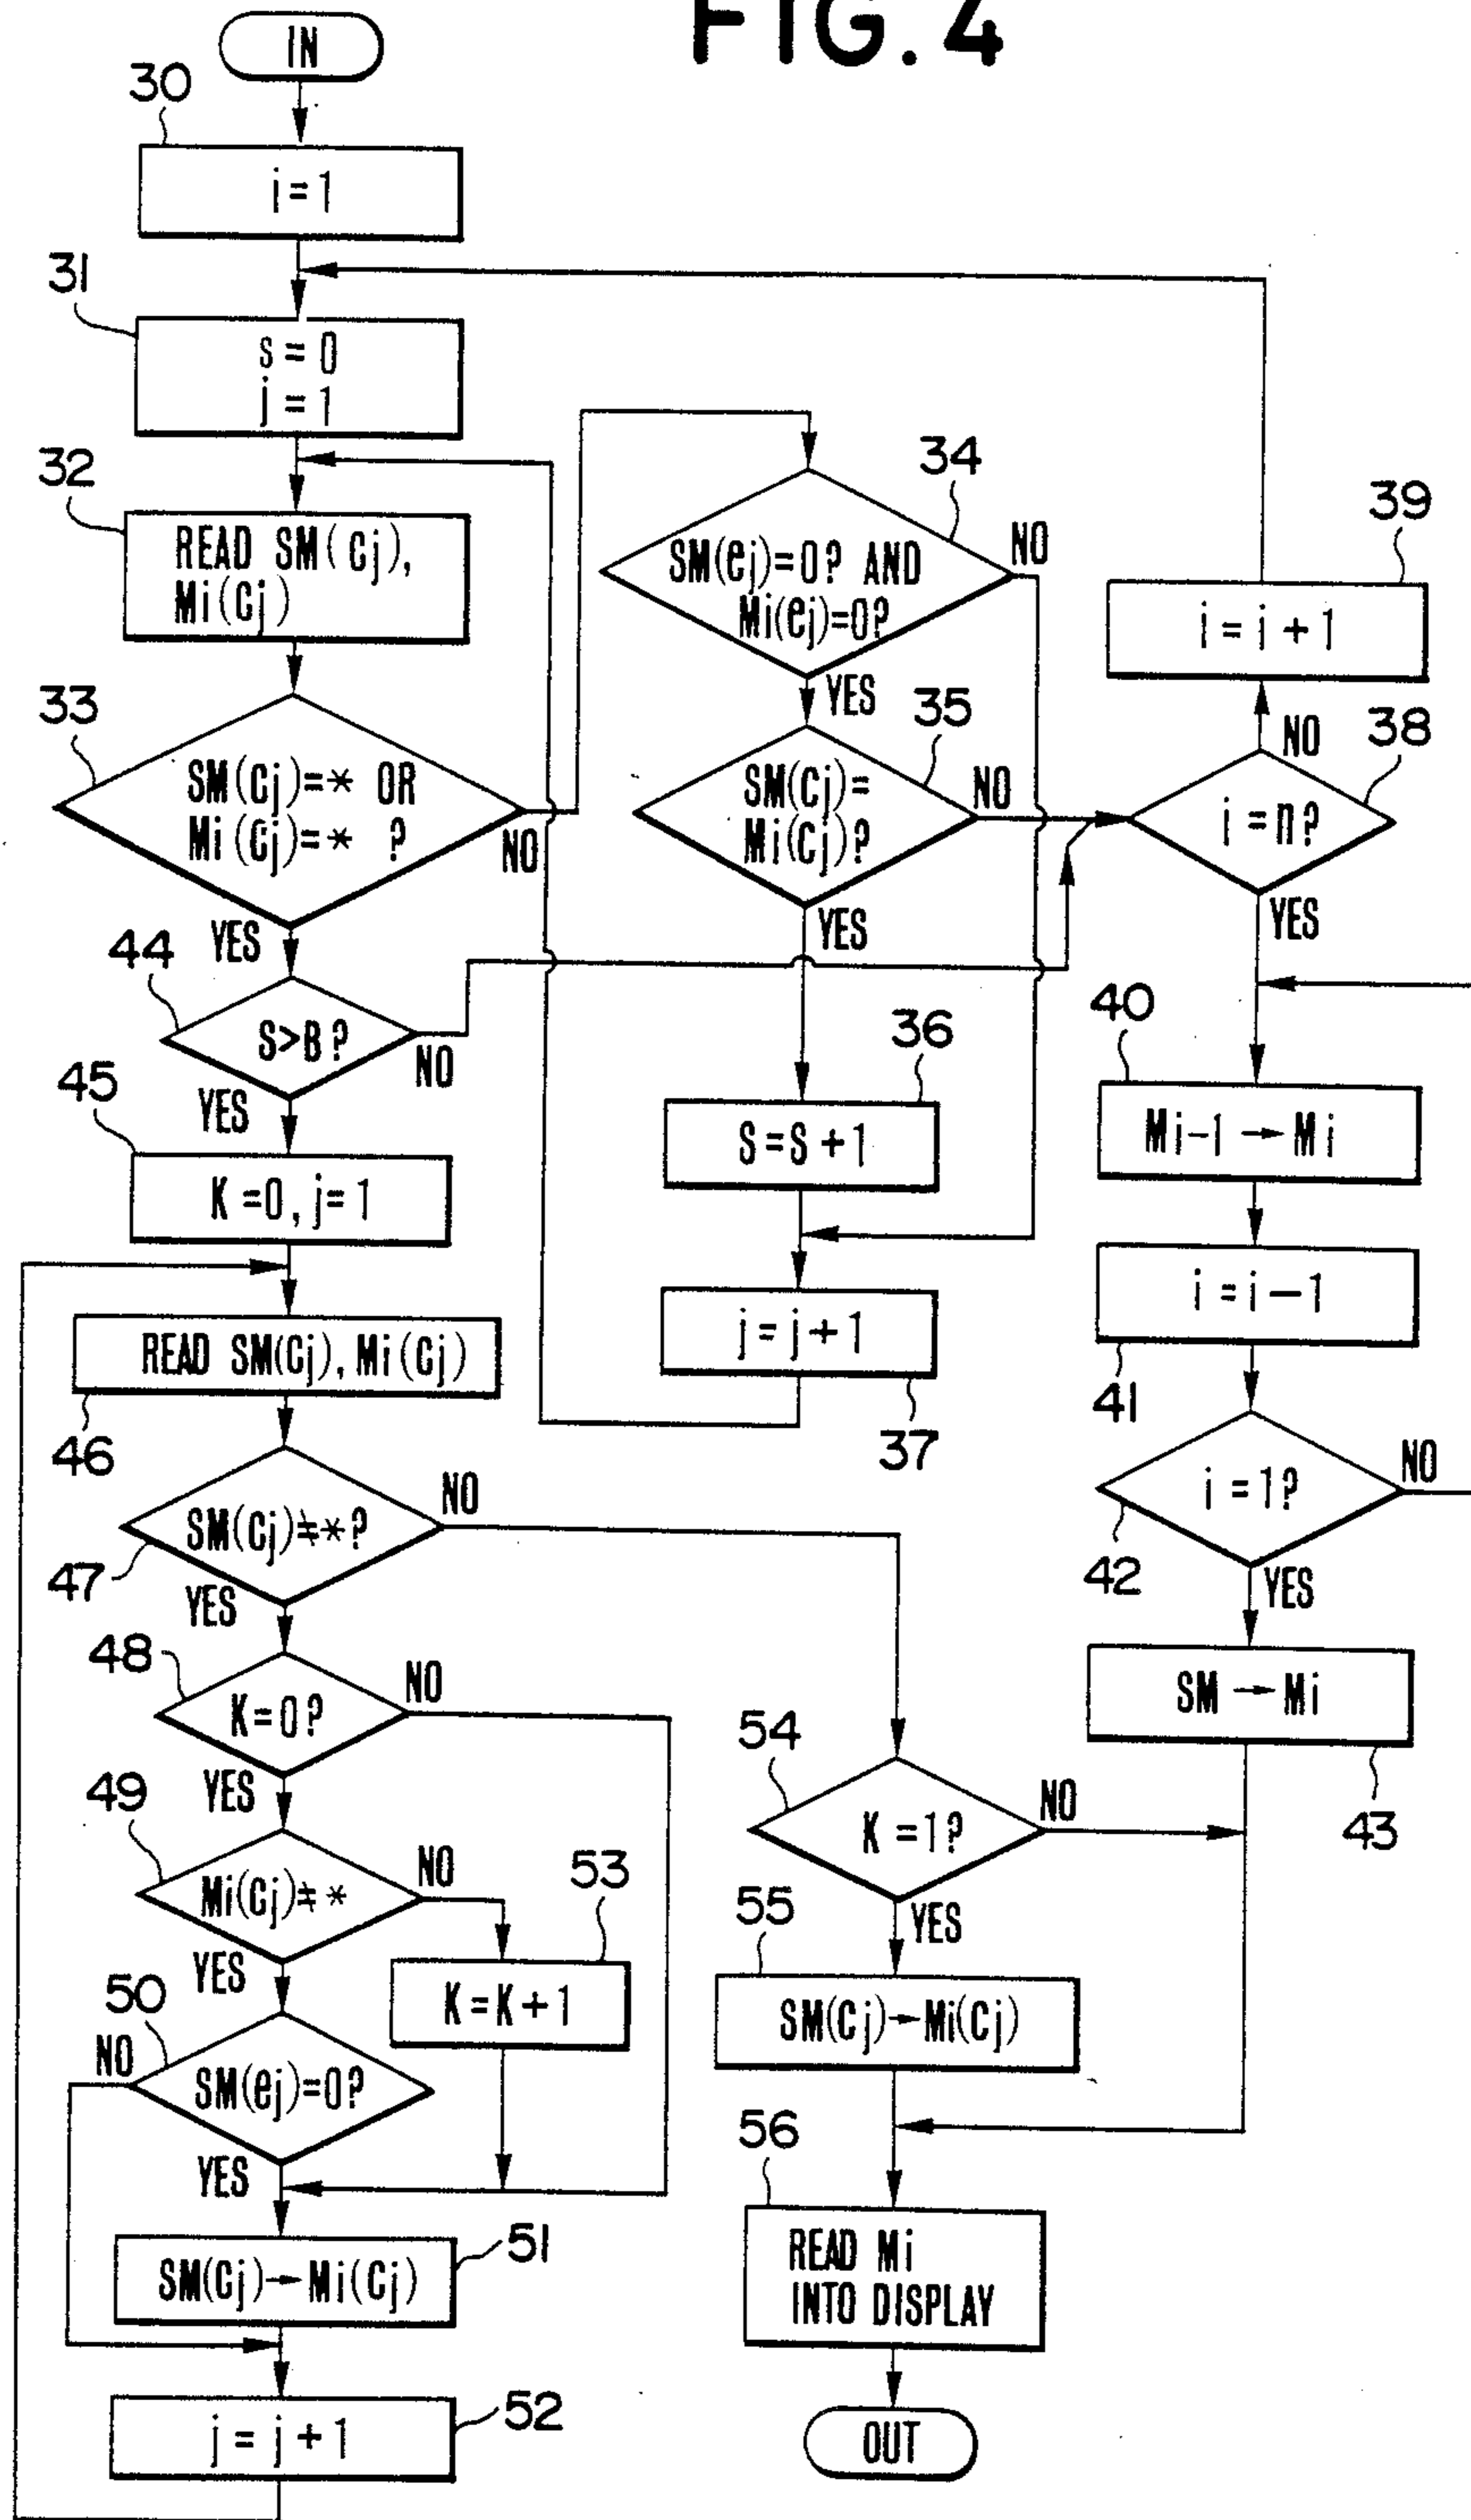 FIG. 4
IN
30
i = 1
31
s = 0
j = 1
32
READ SM(Cj),
Mi(Cj)
33
SM(Cj)=* OR
Mi(Cj)=* ?
NO
YES
34
SM(ej)=0? AND
Mi(ej)=0?
NO
YES
35
SM(Cj)=
Mi(Cj)?
NO
YES
36
S=S+1
37
j=j+1
38
i=n?
NO
YES
39
i = i + 1
40
Mi-1 → Mi
41
i = i - 1
42
i = 1?
NO
YES
43
SM → Mi
44
S>B?
NO
YES
45
K=0, j=1
46
READ SM(Cj), Mi(Cj)
47
SM(Cj)≠*?
NO
YES
48
K=0?
NO
YES
49
Mi(Cj)≠*
NO
YES
50
SM(ej)=0?
NO
YES
53
K=K+1
51
SM(Cj)→Mi(Cj)
52
j = j + 1
54
K=1?
NO
YES
55
SM(Cj)→Mi(Cj)
56
READ Mi
INTO DISPLAY
OUT